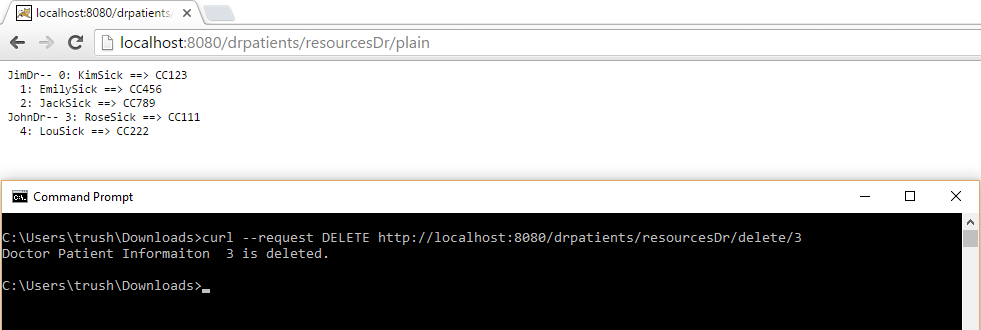 localhost:8080/drpatients/
localhost:8080/drpatients/resourcesDr/plain
JimDr-- 0: KimSick ==> CC123
1: EmilySick ==> CC456
2: JackSick ==> CC789
JohnDr-- 3: RoseSick ==> CC111
4: LouSick ==> CC222
Command Prompt
C:\Users\trush\Downloads>curl --request DELETE http://localhost:8080/drpatients/resourcesDr/delete/3
Doctor Patient Informaiton  3 is deleted.
C:\Users\trush\Downloads>